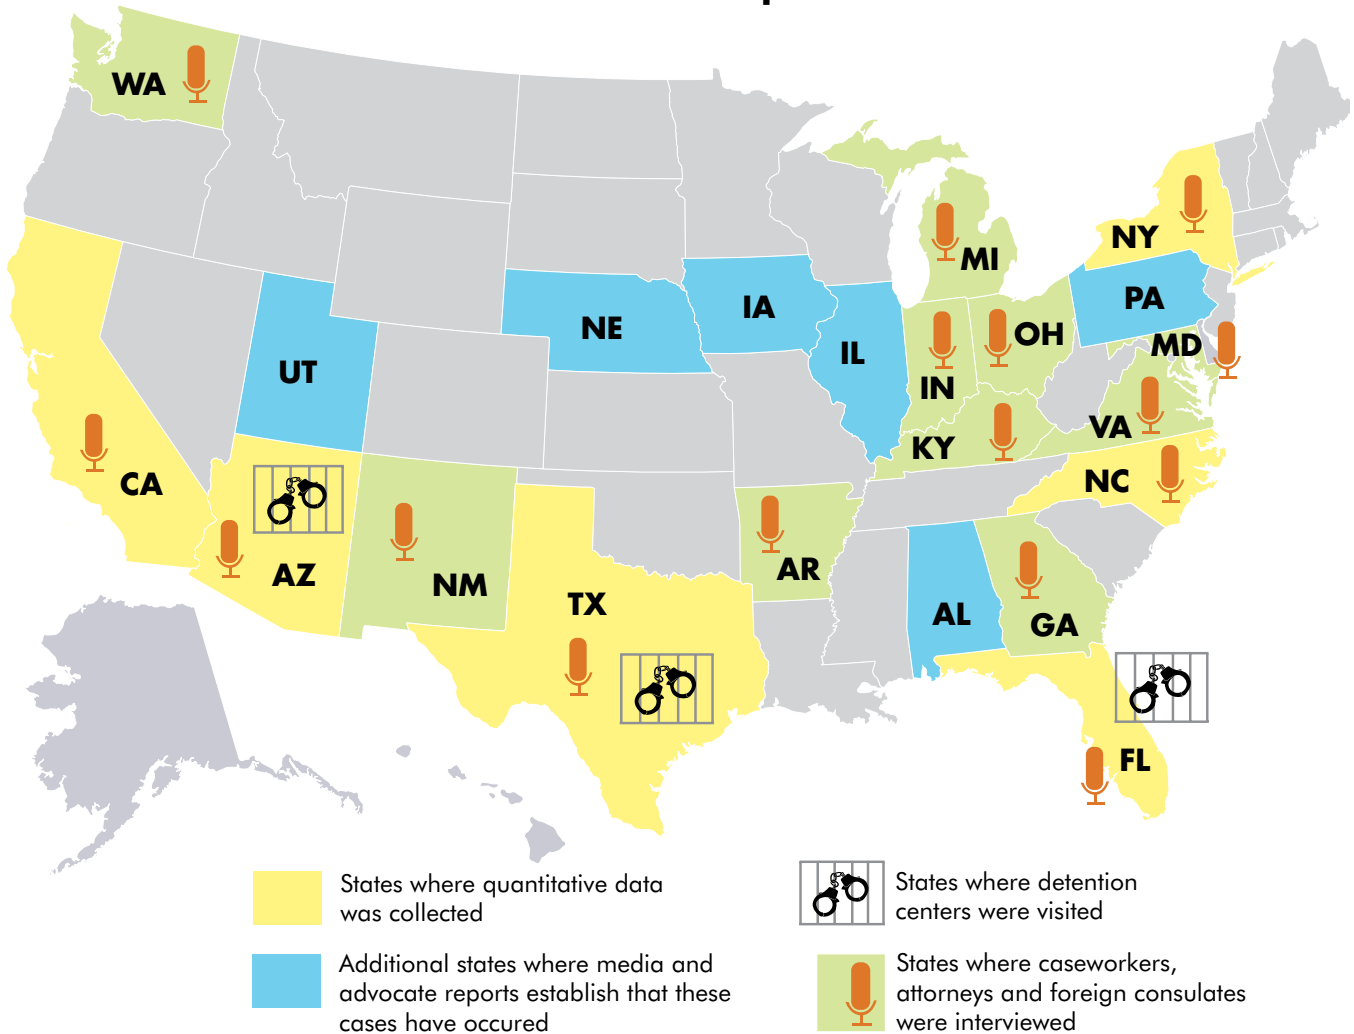 WA
MI
NY
PA
NE
IA
IL
OH
MD
UT
IN
VA
KY
CA
NC
AZ
NM
TX
AR
AL
GA
FL
States where quantitative data
was collected
Additional states where media and
advocate reports establish that these
cases have occured
States where detention
centers were visited
States where caseworkers,
attorneys and foreign consulates
were interviewed